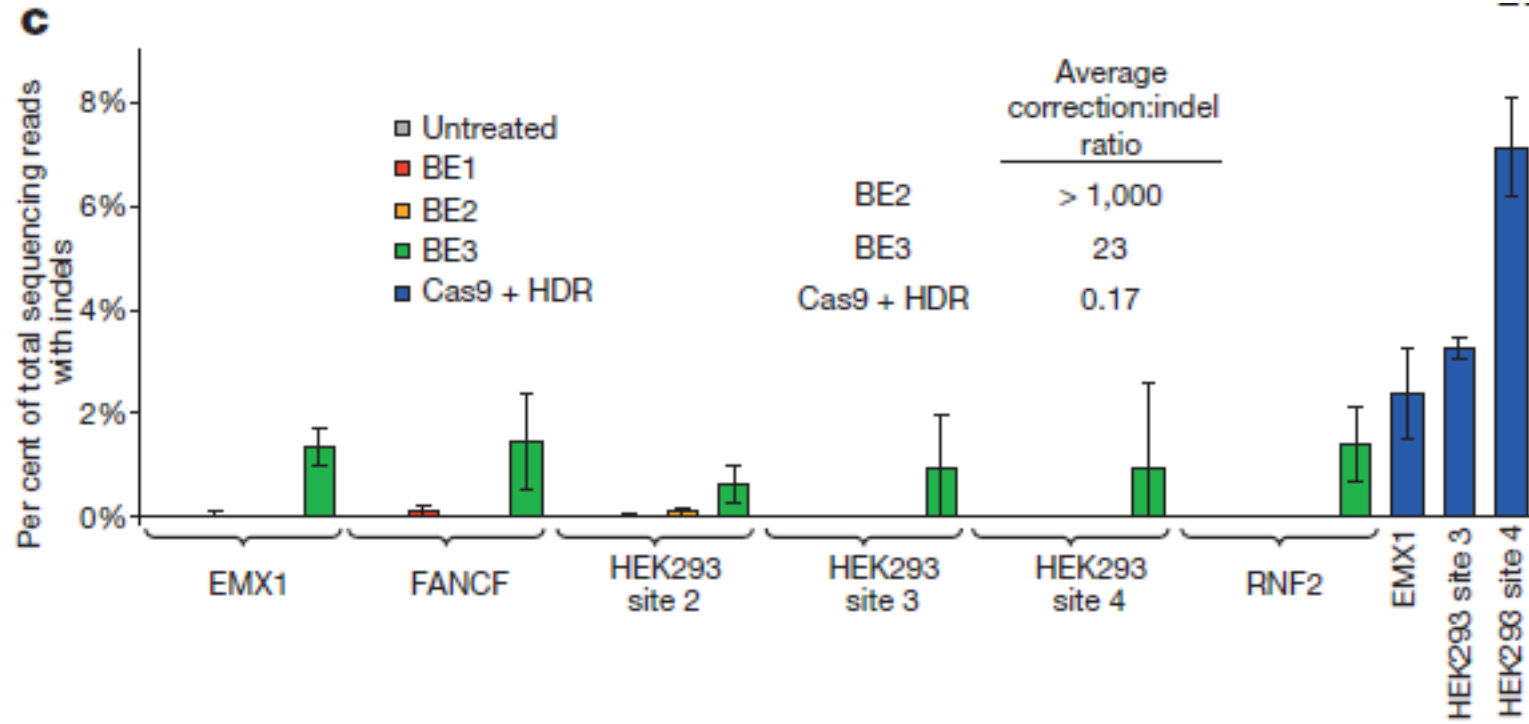 c
Per cent of total sequencing reads
with indels
8%
6%
4%
2%
0%
Untreated
BE1
BE2
BE3
Cas9 + HDR
Average
correction:indel
ratio
BE2 > 1,000
BE3 23
Cas9 + HDR 0.17
EMX1
FANCF
HEK293
site 2
HEK293
site 3
HEK293
site 4
RNF2
EMX1
HEK293 site 3
HEK293 site 4